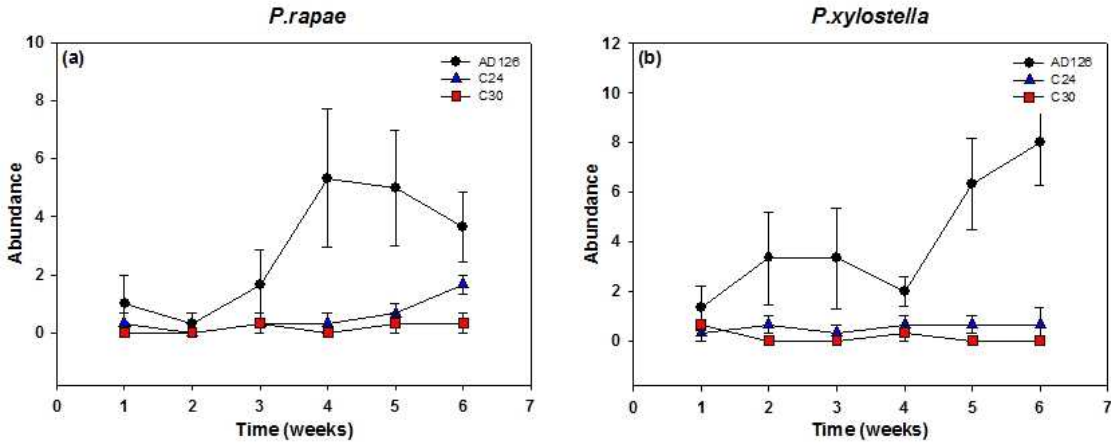 P.rapae
(a)
AD126
C24
C30
10
8
6
4
2
0
Abundance
0 1 2 3 4 5 6 7
Time (weeks)
P.xylostella
(b)
AD126
C24
C30
12
10
8
6
4
2
0
Abundance
0 1 2 3 4 5 6 7
Time (weeks)